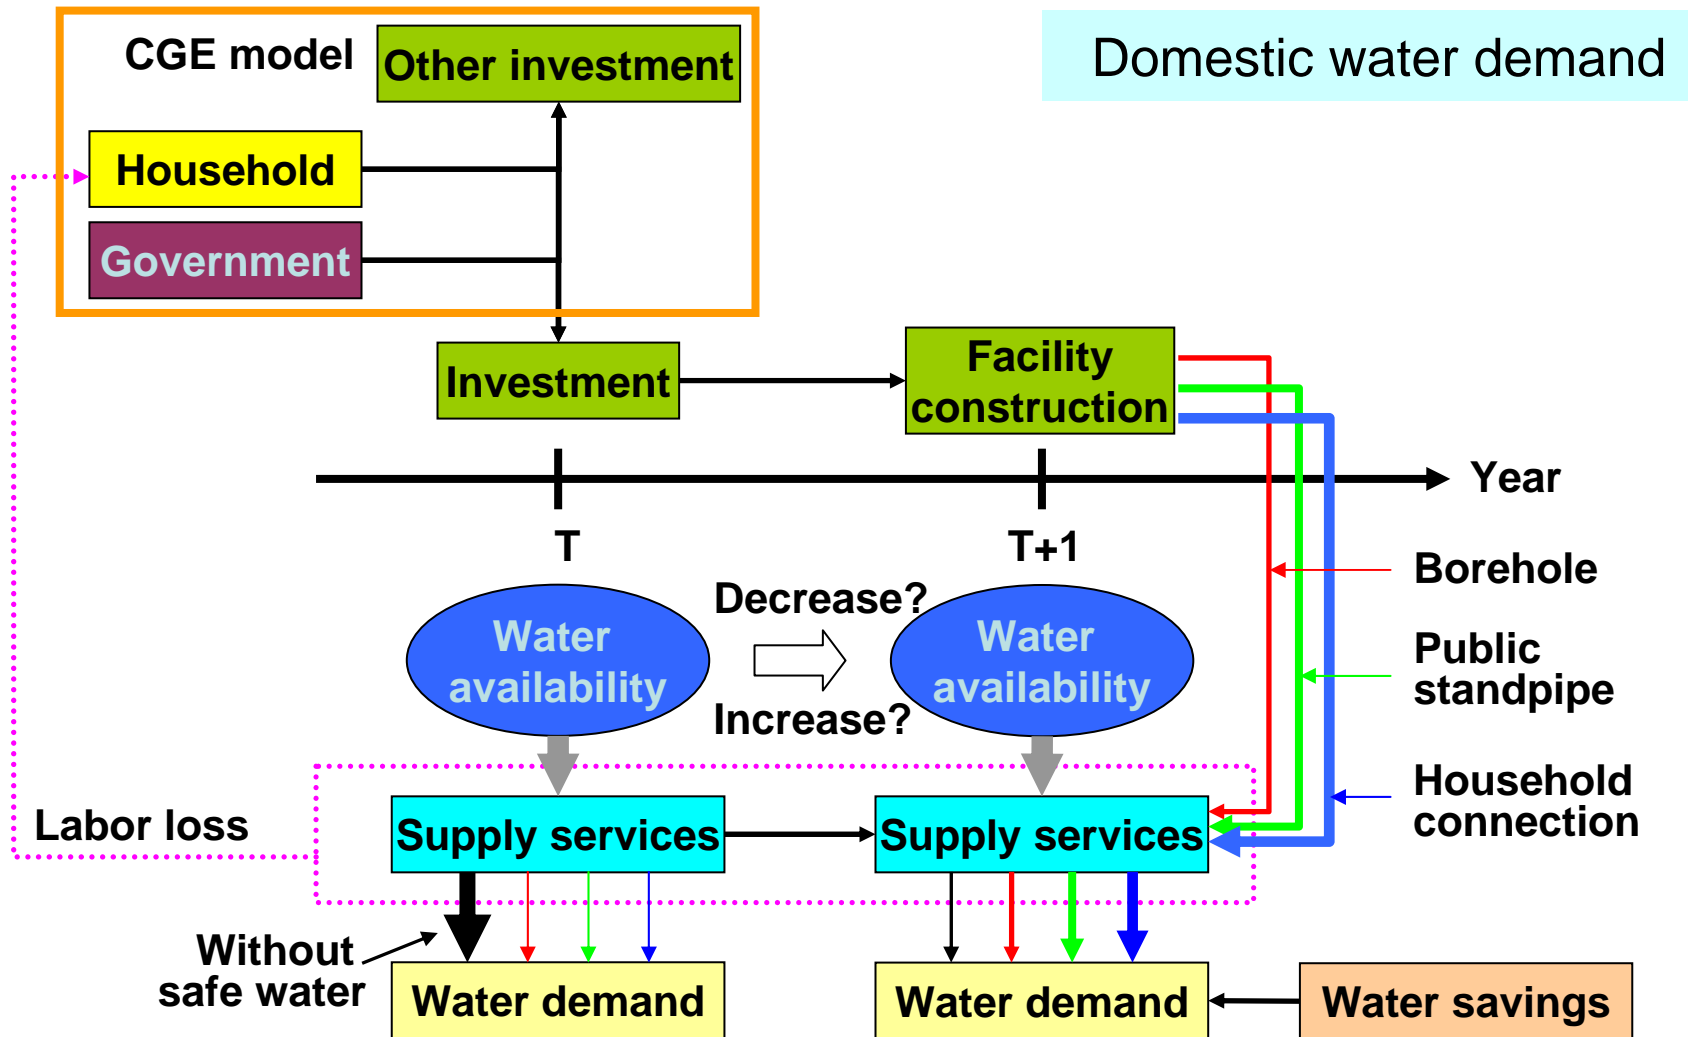 Domestic water demand
CGE model
Other investment
Household
Government
Investment
Facility
construction
Year
T
T+1
Borehole
Public
standpipe
Household
connection
Water
availability
Decrease?
Increase?
Water
availability
Labor loss
Supply services
Supply services
Without
safe water
Water demand
Water demand
Water savings